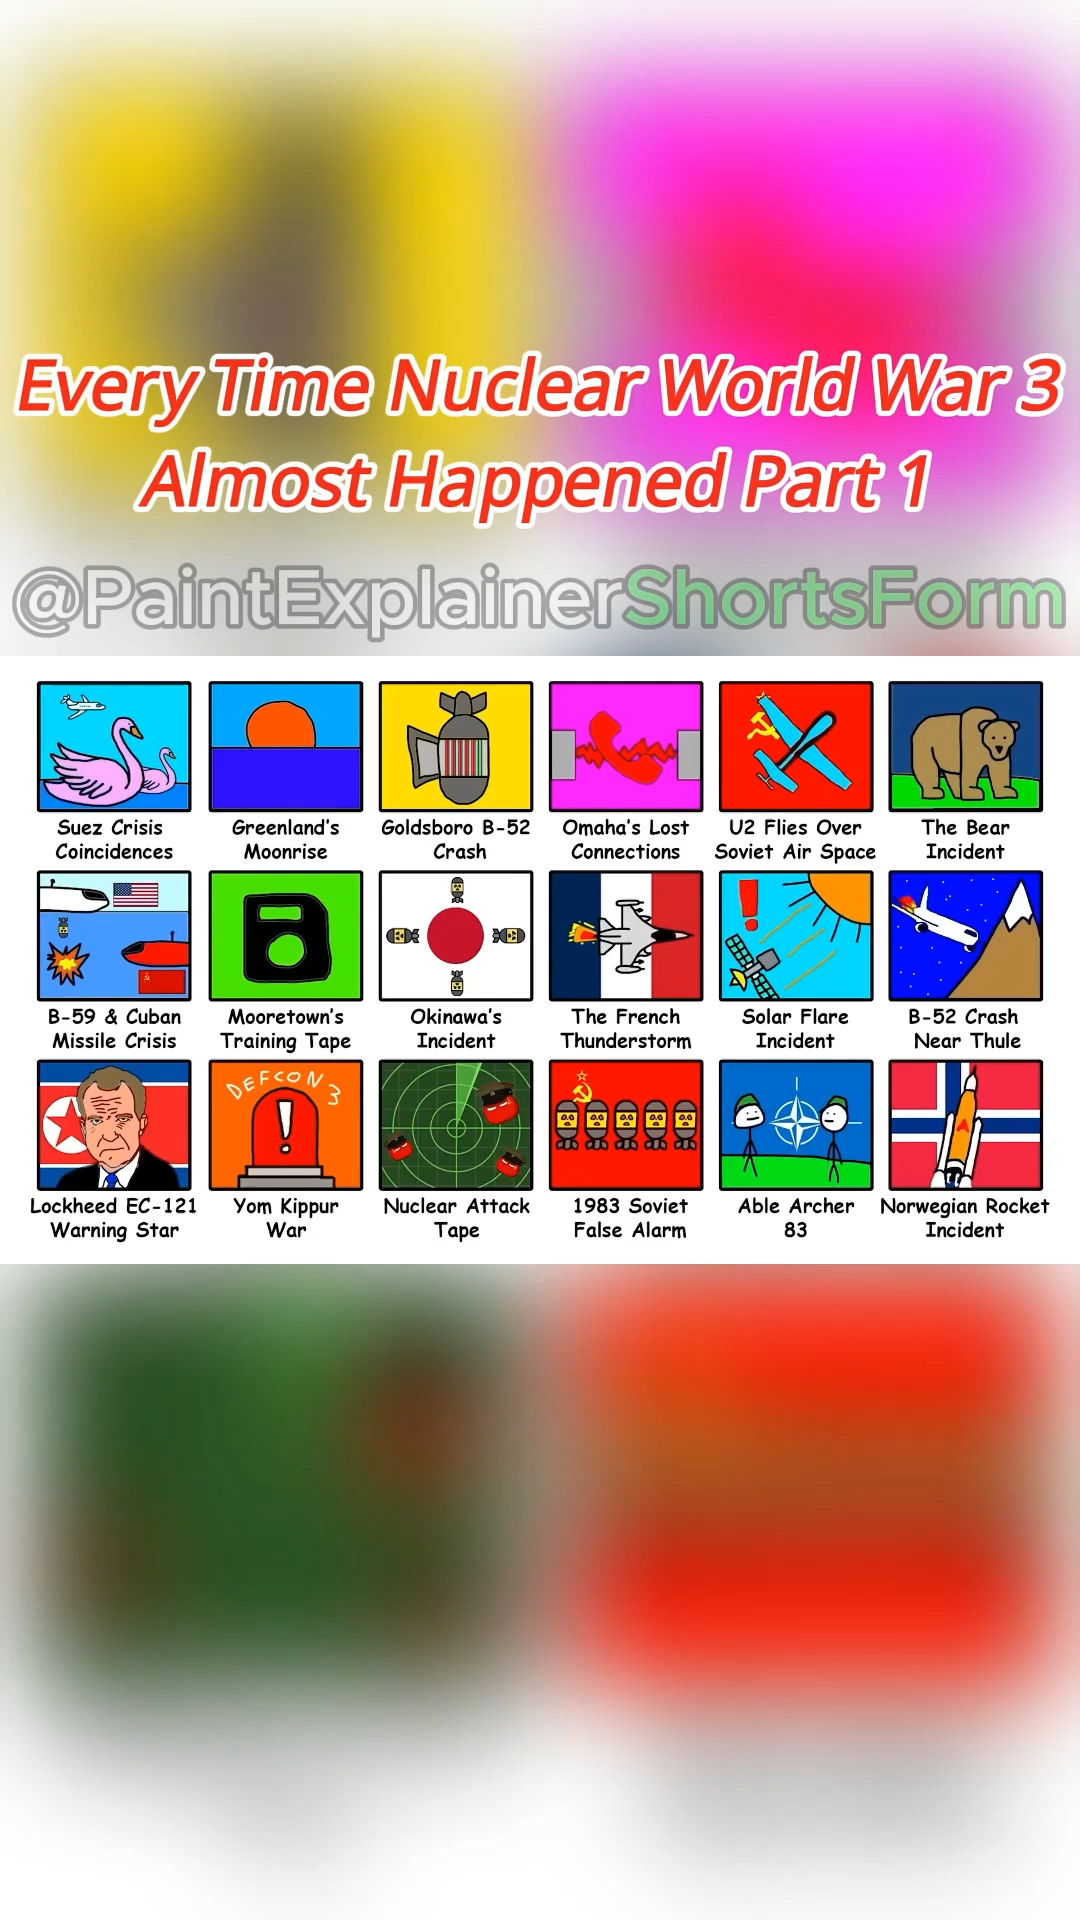 Every Time Nuclear World War 3
Almost Happened Part 1
@PaintExplainerShortsForm
Suez Crisis
Coincidences
Greenland's
Moonrise
Goldsboro B-52
Crash
Omaha's Lost
Connections
U2 Flies Over
Soviet Air Space
The Bear
Incident
B-59 & Cuban
Missile Crisis
Mooretown's
Training Tape
Okinawa's
Incident
The French
Thunderstorm
Solar Flare
Incident
B-52 Crash
Near Thule
DEFCON 3
Lockheed EC-121
Warning Star
Yom Kippur
War
Nuclear Attack
Tape
1983 Soviet
False Alarm
Able Archer
83
Norwegian Rocket
Incident